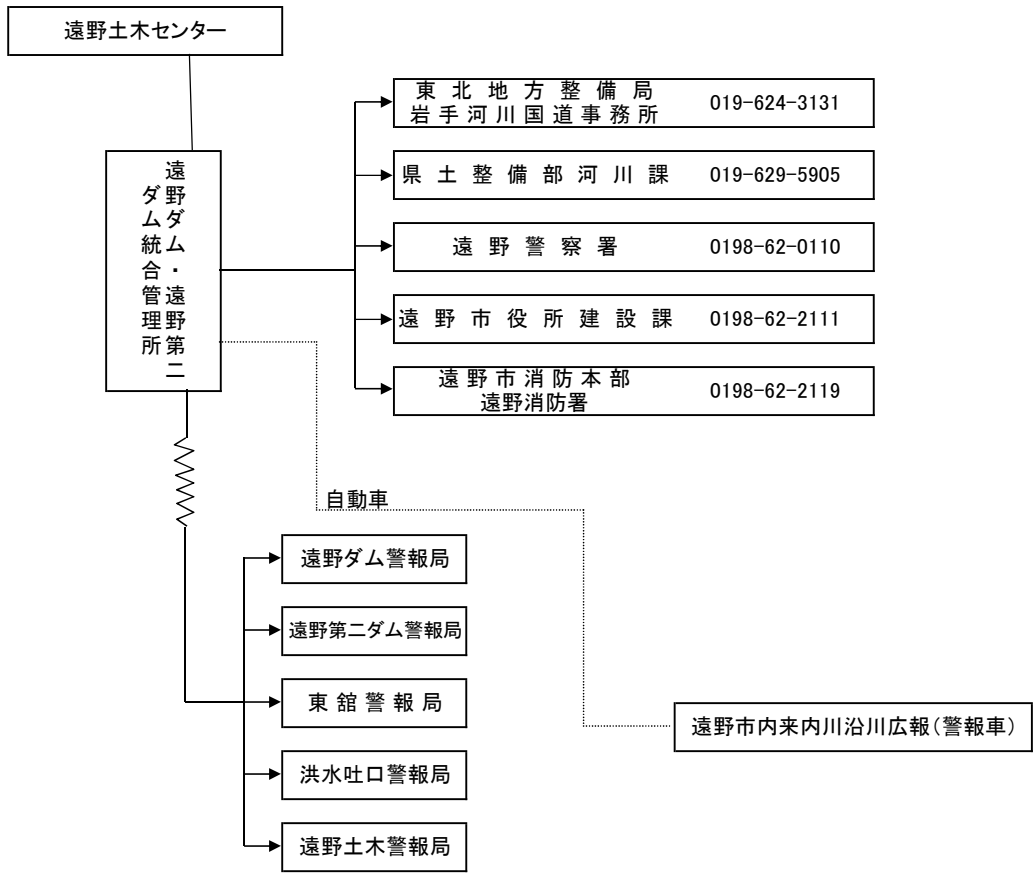 遠野土木センター
東北地方整備局
岩手河川国道事務所 019-624-3131
県土整備部河川課 019-629-5905
遠野警察署 0198-62-0110
遠野市役所建設課 0198-62-2111
遠野市消防本部
遠野消防署 0198-62-2119
遠野ダム・遠野第二
ダム統合管理所
自動車
遠野ダム警報局
遠野第二ダム警報局
東舘警報局
洪水吐口警報局
遠野土木警報局
遠野市内来内川沿川広報(警報車)